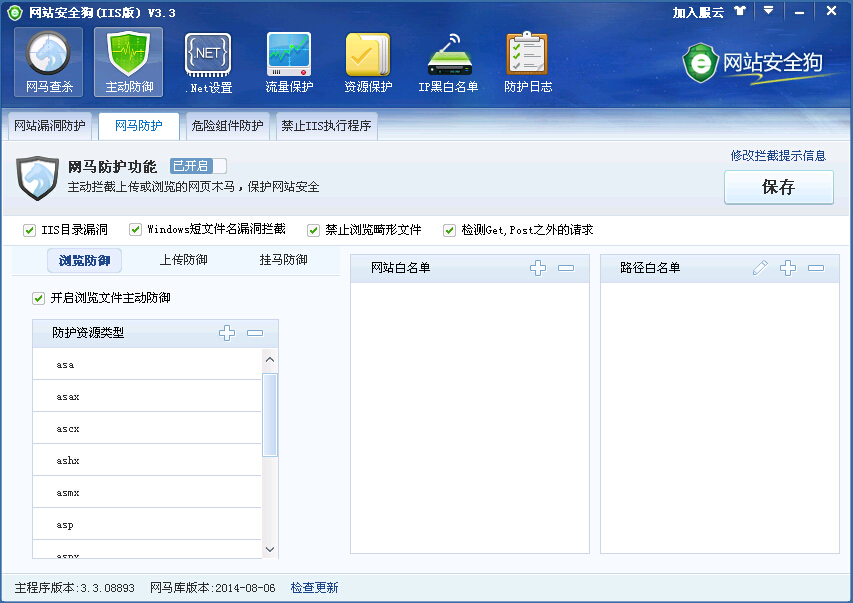 网站安全狗(IIS版) V3.3
加入服云
网马查杀
主动防御
.NET
.Net设置
流量保护
资源保护
IP黑白名单
防护日志
网站安全狗
网站漏洞防护
网马防护
危险组件防护
禁止IIS执行程序
网马防护功能 已开启
主动拦截上传或浏览的网页木马，保护网站安全
修改拦截提示信息
保存
IIS目录漏洞
Windows短文件名漏洞拦截
禁止浏览畸形文件
检测Get,Post之外的请求
浏览防御
上传防御
挂马防御
开启浏览文件主动防御
防护资源类型
asa
asax
ascx
ashx
asmx
asp
aspx
网站白名单
路径白名单
主程序版本:3.3.08893
网马库版本:2014-08-06
检查更新